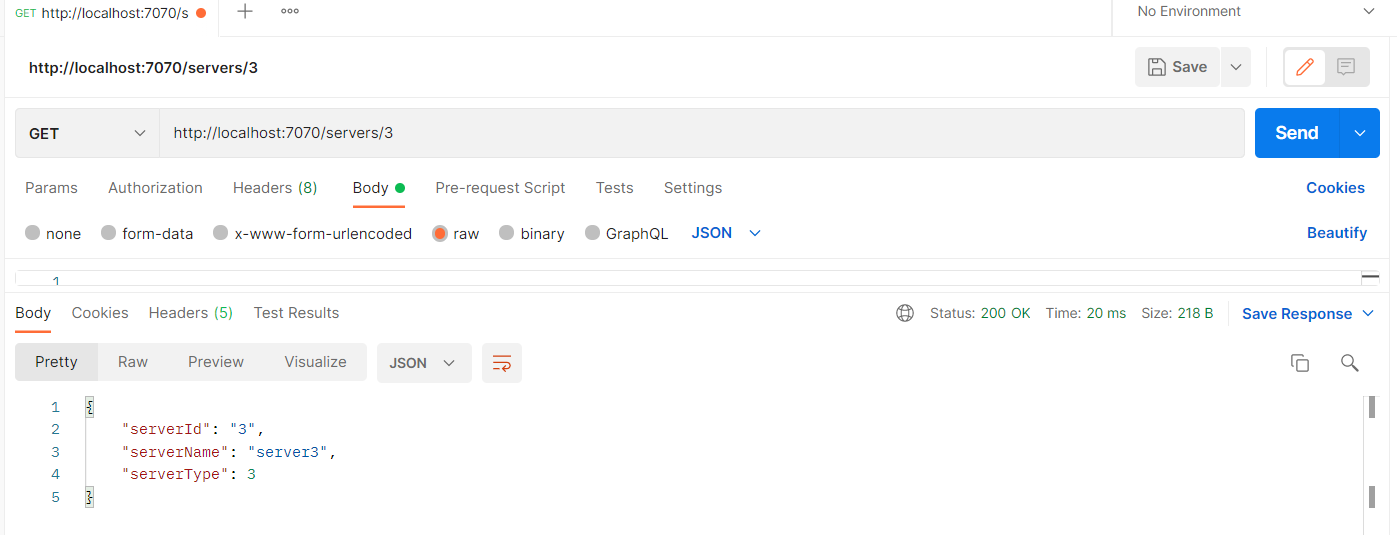 GET http://localhost:7070/s No Environment
http://localhost:7070/servers/3 Save
GET http://localhost:7070/servers/3 Send
Params Authorization Headers (8) Body Pre-request Script Tests Settings Cookies
none form-data x-www-form-urlencoded raw binary GraphQL JSON Beautify
1
Body Cookies Headers (5) Test Results Status: 200 OK Time: 20 ms Size: 218 B Save Response
Pretty Raw Preview Visualize JSON
1 {
2 "serverId": "3",
3 "serverName": "server3",
4 "serverType": 3
5 }